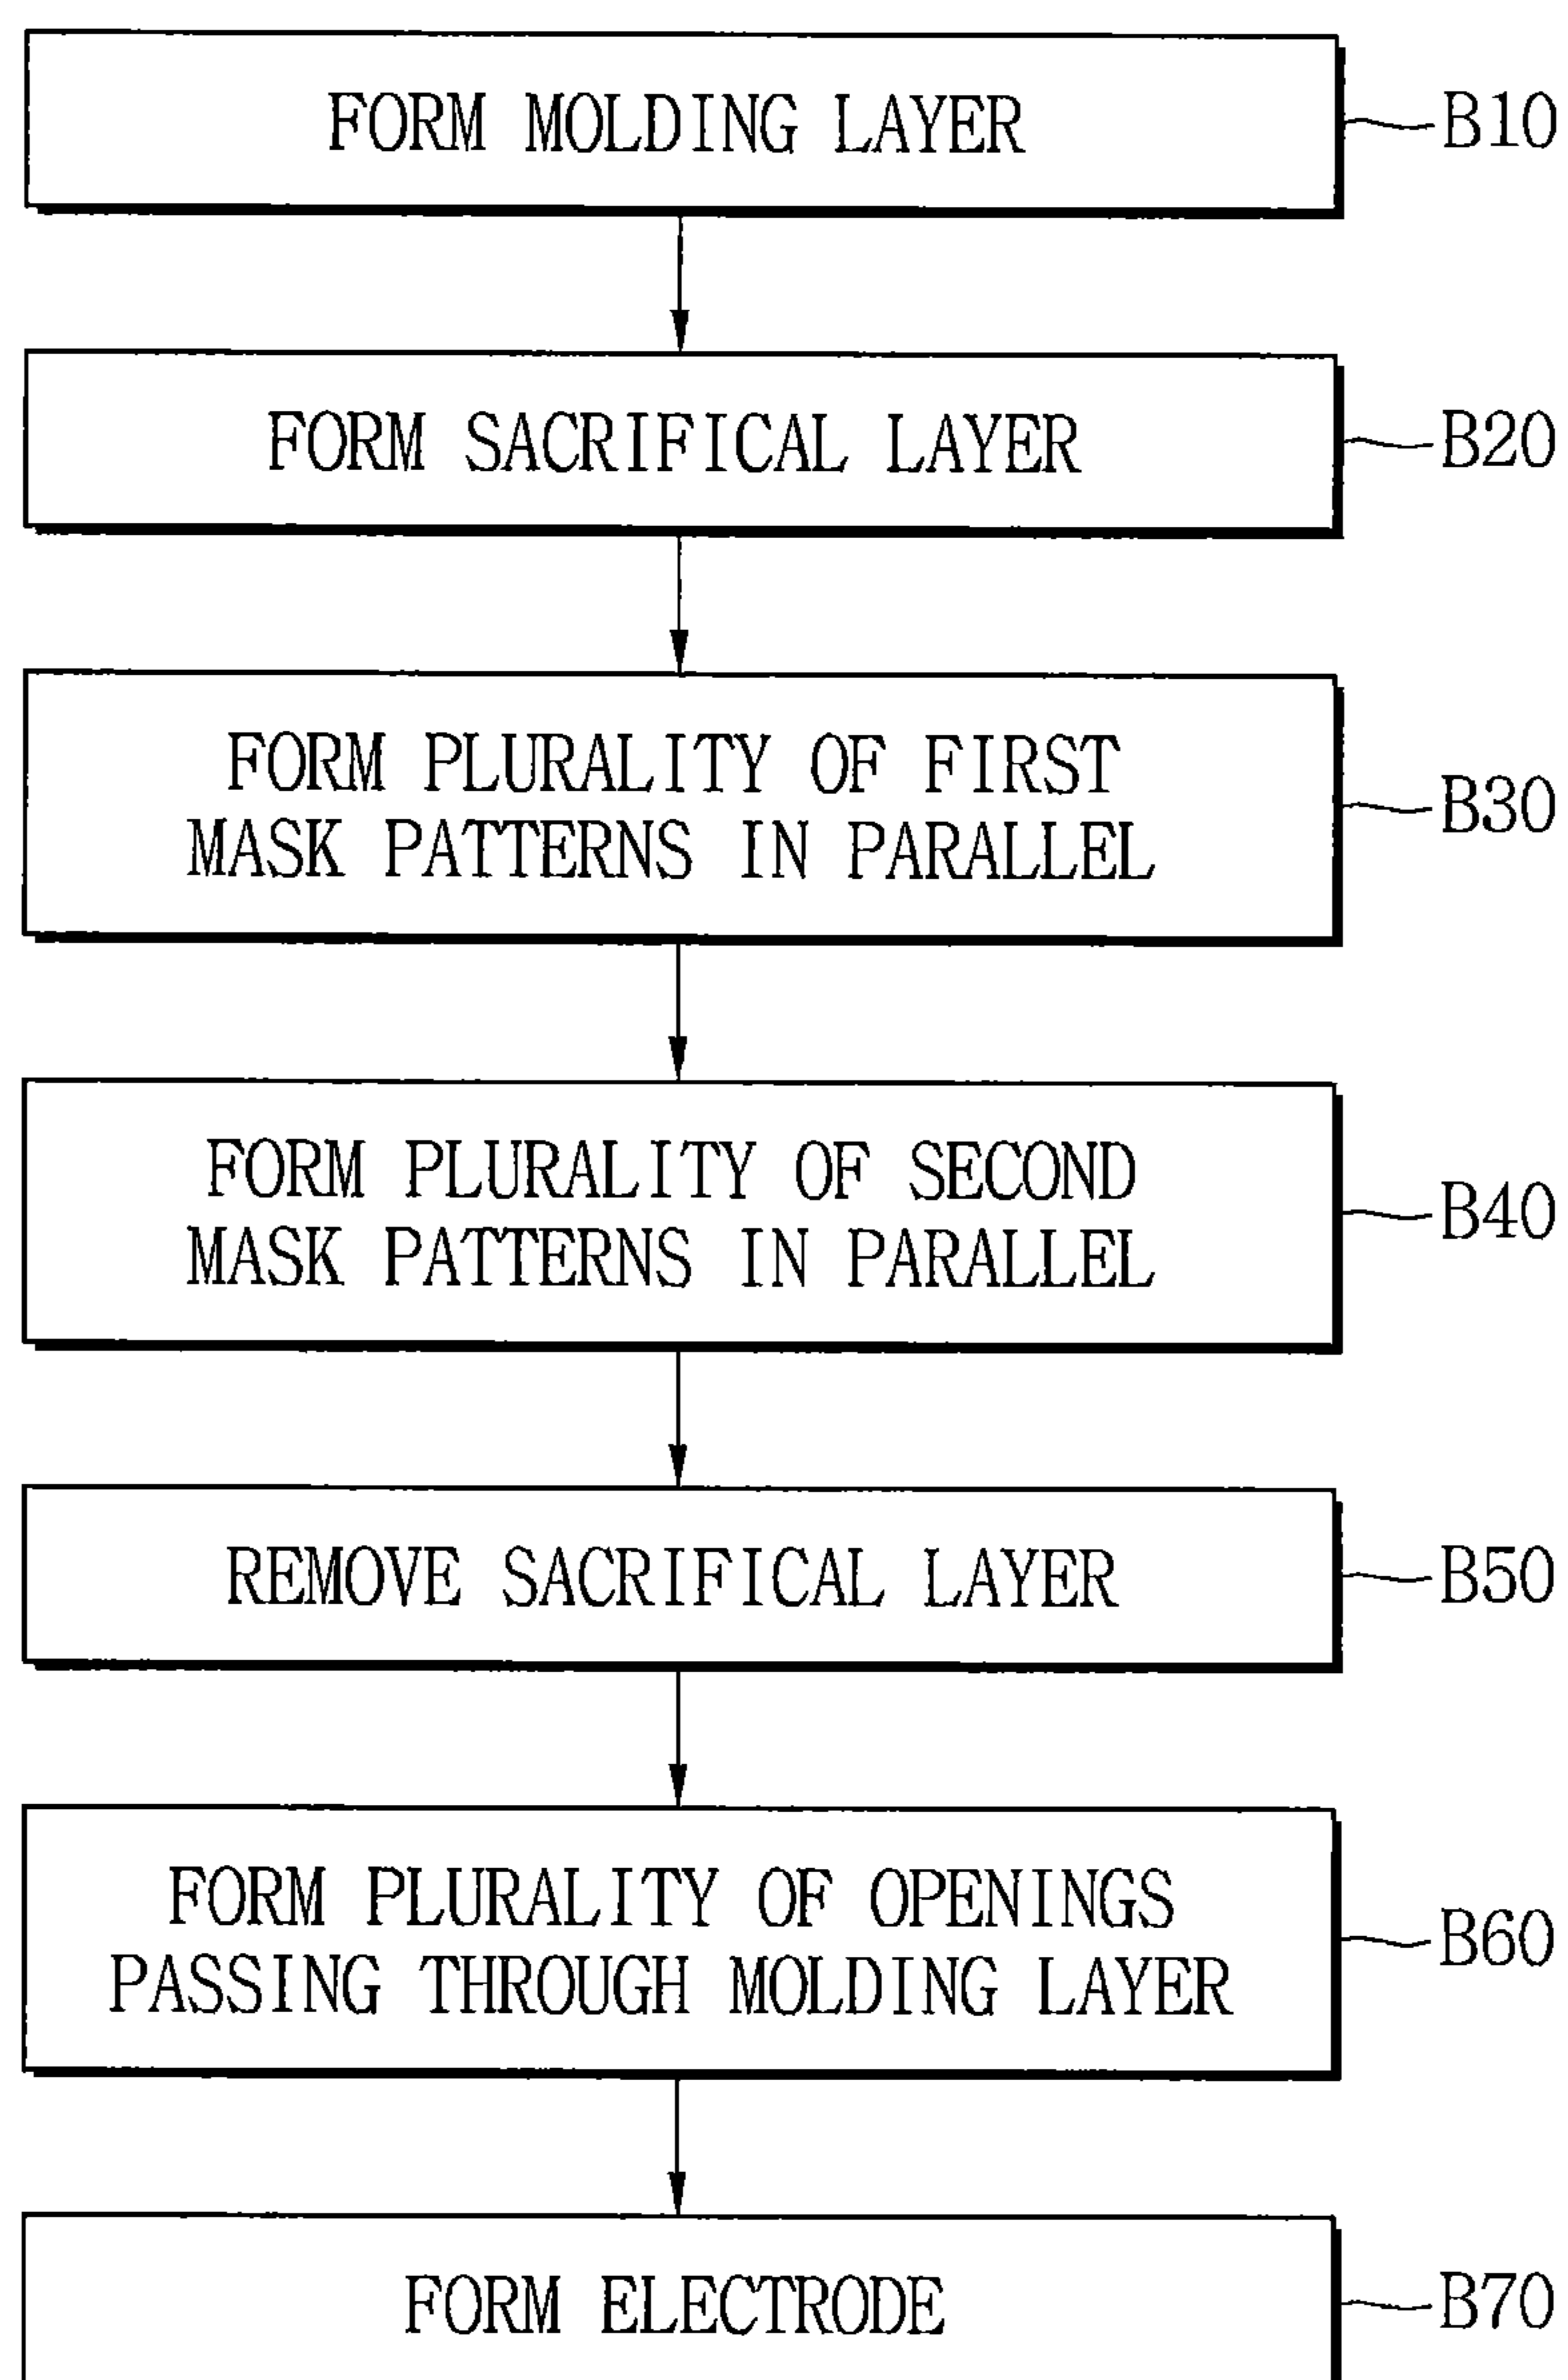 FORM MOLDING LAYER
B10
FORM SACRIFICAL LAYER
B20
FORM PLURALITY OF FIRST
MASK PATTERNS IN PARALLEL
B30
FORM PLURALITY OF SECOND
MASK PATTERNS IN PARALLEL
B40
REMOVE SACRIFICAL LAYER
B50
FORM PLURALITY OF OPENINGS
PASSING THROUGH MOLDING LAYER
B60
FORM ELECTRODE
B70